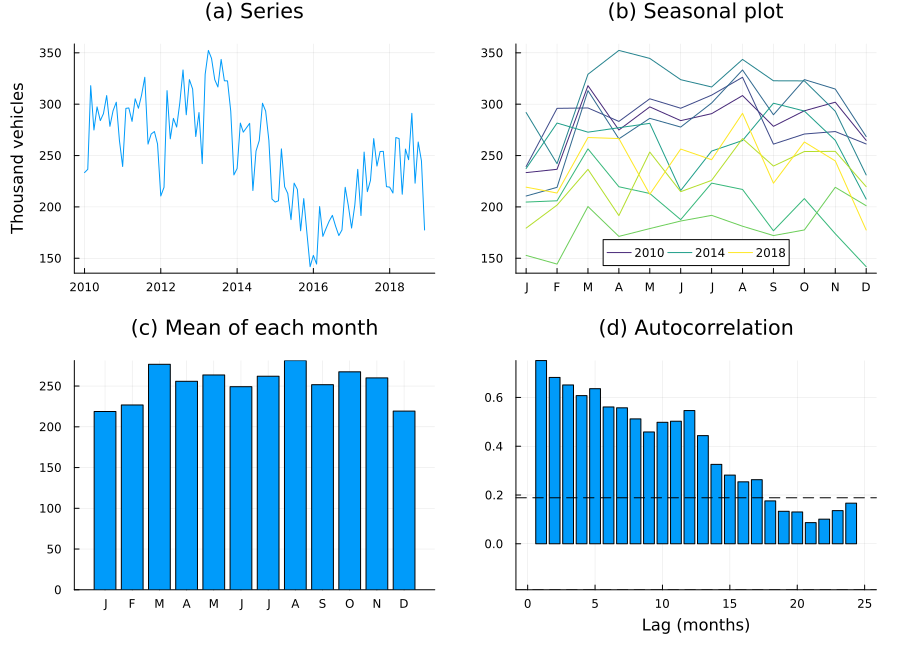 (a) Series
Thousand vehicles
350
300
250
200
150
2010 2012 2014 2016 2018
(b) Seasonal plot
350
300
250
200
150
2010 2014 2018
J F M A M J J A S O N D
(c) Mean of each month
250
200
150
100
50
0
J F M A M J J A S O N D
(d) Autocorrelation
0.6
0.4
0.2
0.0
0 5 10 15 20 25
Lag (months)